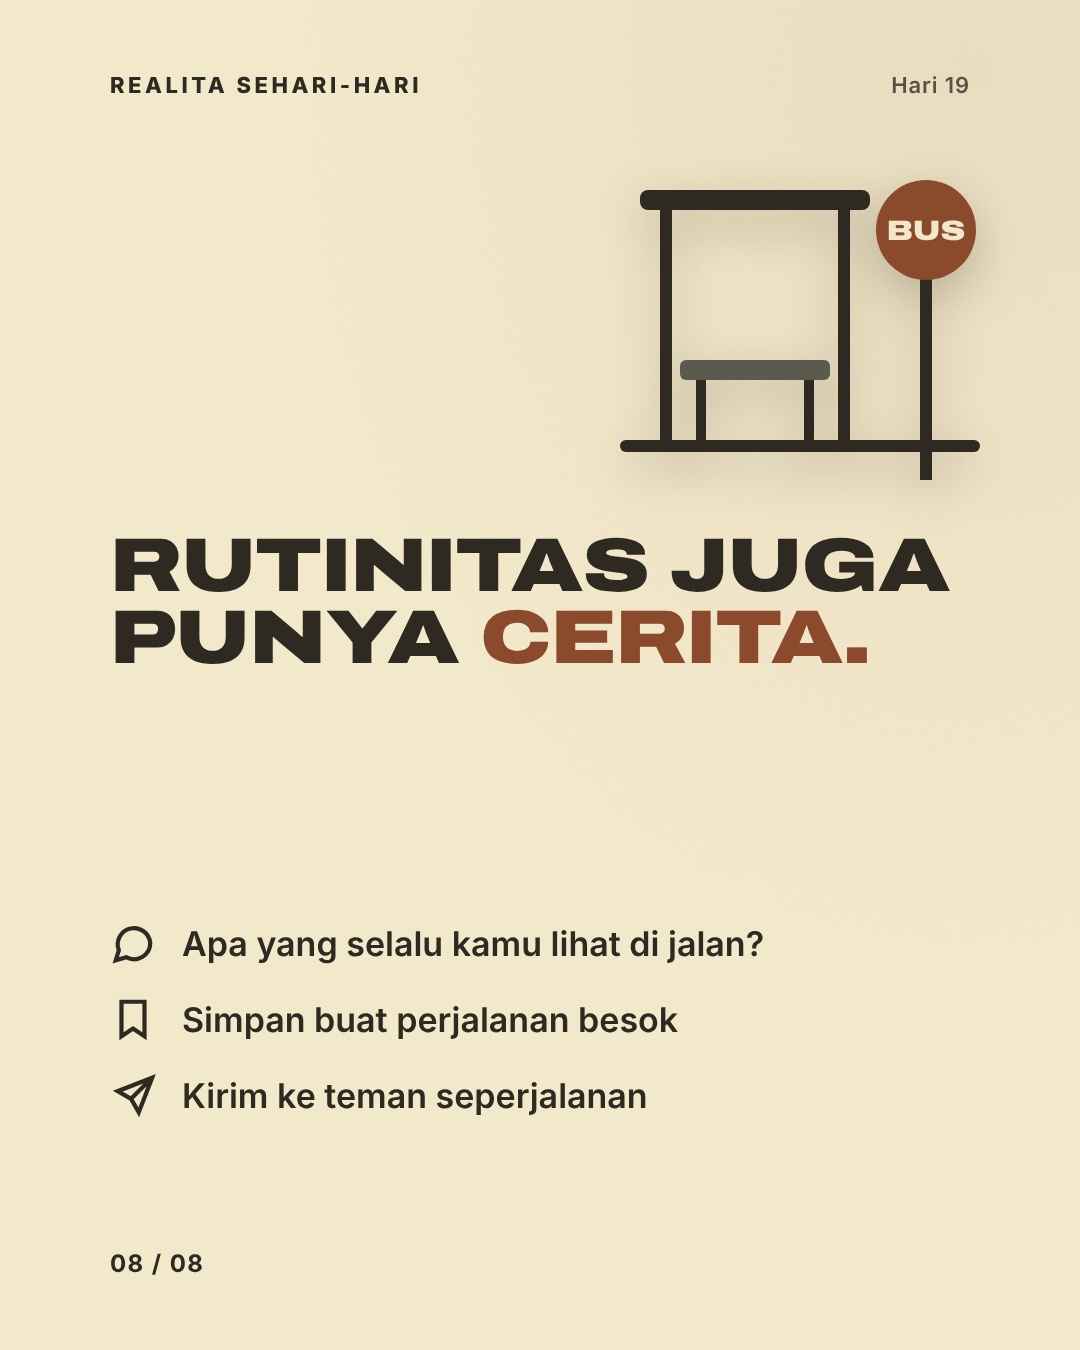 REALITA SEHARI-HARI
Hari 19
BUS
RUTINITAS JUGA
PUNYA CERITA.
Apa yang selalu kamu lihat di jalan?
Simpan buat perjalanan besok
Kirim ke teman seperjalanan
08 / 08